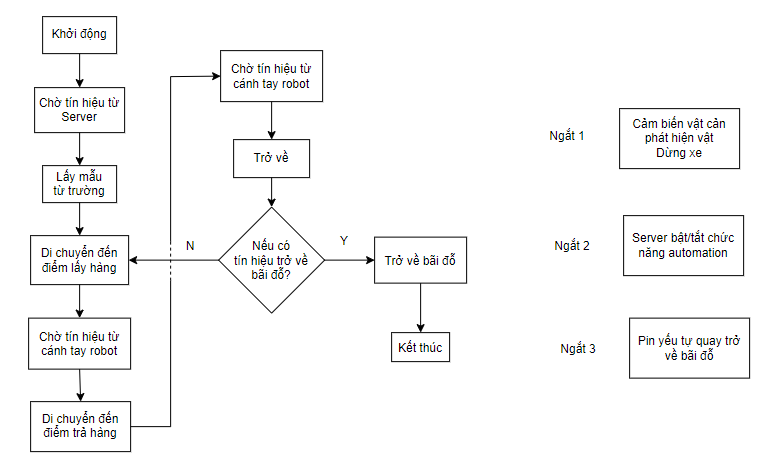 Khởi động
Chờ tín hiệu từ
Server
Lấy mẫu
từ trường
Di chuyển đến
điểm lấy hàng
Chờ tín hiệu từ
cánh tay robot
Di chuyển đến
điểm trả hàng
Chờ tín hiệu từ
cánh tay robot
Trở về
Nếu có
tín hiệu trở về
bãi đỗ?
N
Y
Trở về bãi đỗ
Kết thúc
Ngắt 1
Cảm biến vật cản
phát hiện vật
Dừng xe
Ngắt 2
Server bật/tắt chức
năng automation
Ngắt 3
Pin yếu tự quay trở
về bãi đỗ